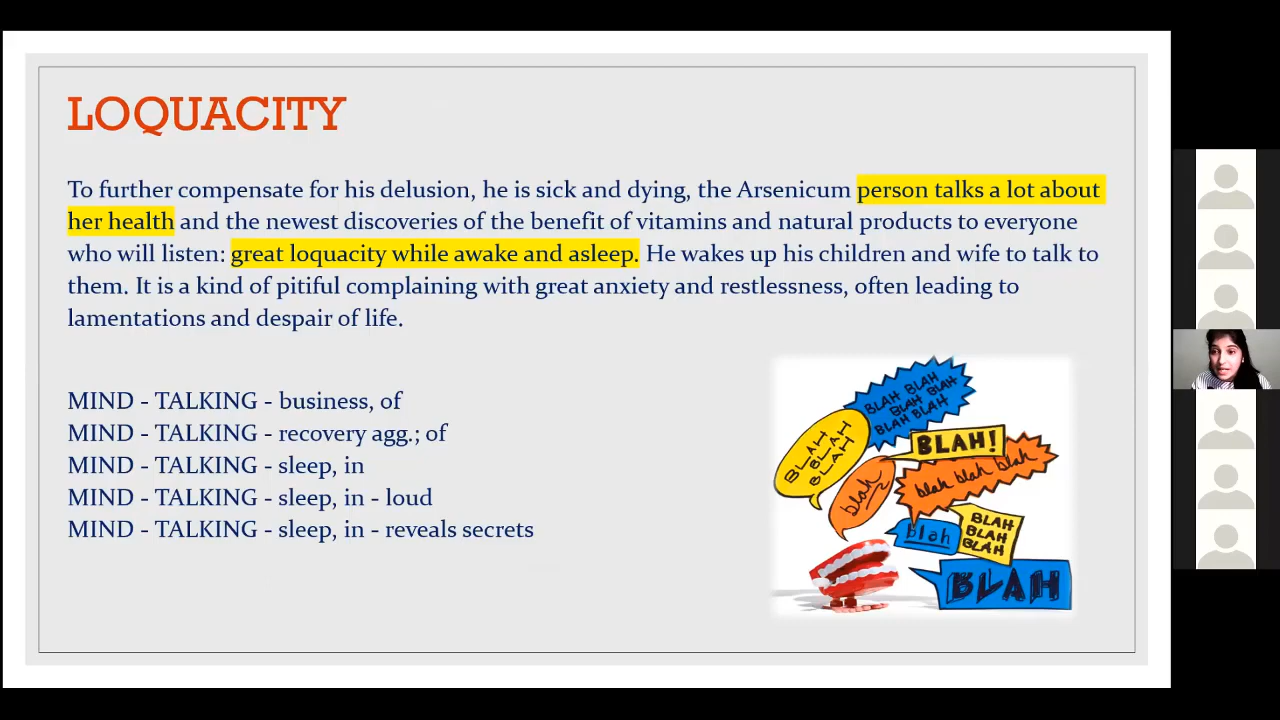 LOQUACITY
To further compensate for his delusion, he is sick and dying, the Arsenicum person talks a lot about
her health and the newest discoveries of the benefit of vitamins and natural products to everyone
who will listen: great loquacity while awake and asleep. He wakes up his children and wife to talk to
them. It is a kind of pitiful complaining with great anxiety and restlessness, often leading to
lamentations and despair of life.
MIND - TALKING - business, of
MIND - TALKING - recovery agg.; of
MIND - TALKING - sleep, in
MIND - TALKING - sleep, in - loud
MIND - TALKING - sleep, in - reveals secrets
BLAH BLAH
BLAH BLAH
BLAH BLAH
BLAH
BLAH
BLAH
BLAH!
blah
blah blah blah
blah
BLAH
BLAH
BLAH
BLAH